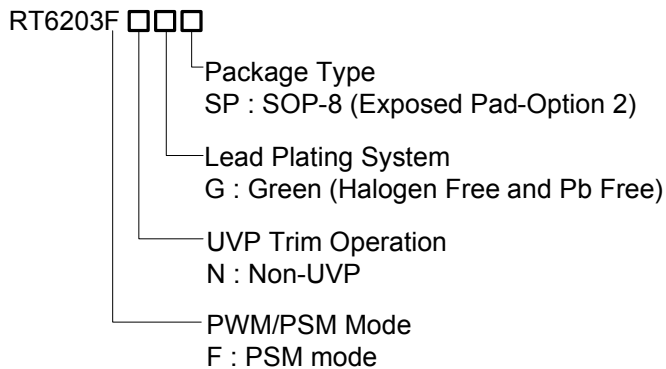 RT6203F □□□
Package Type
SP : SOP-8 (Exposed Pad-Option 2)
Lead Plating System
G : Green (Halogen Free and Pb Free)
UVP Trim Operation
N : Non-UVP
PWM/PSM Mode
F : PSM mode